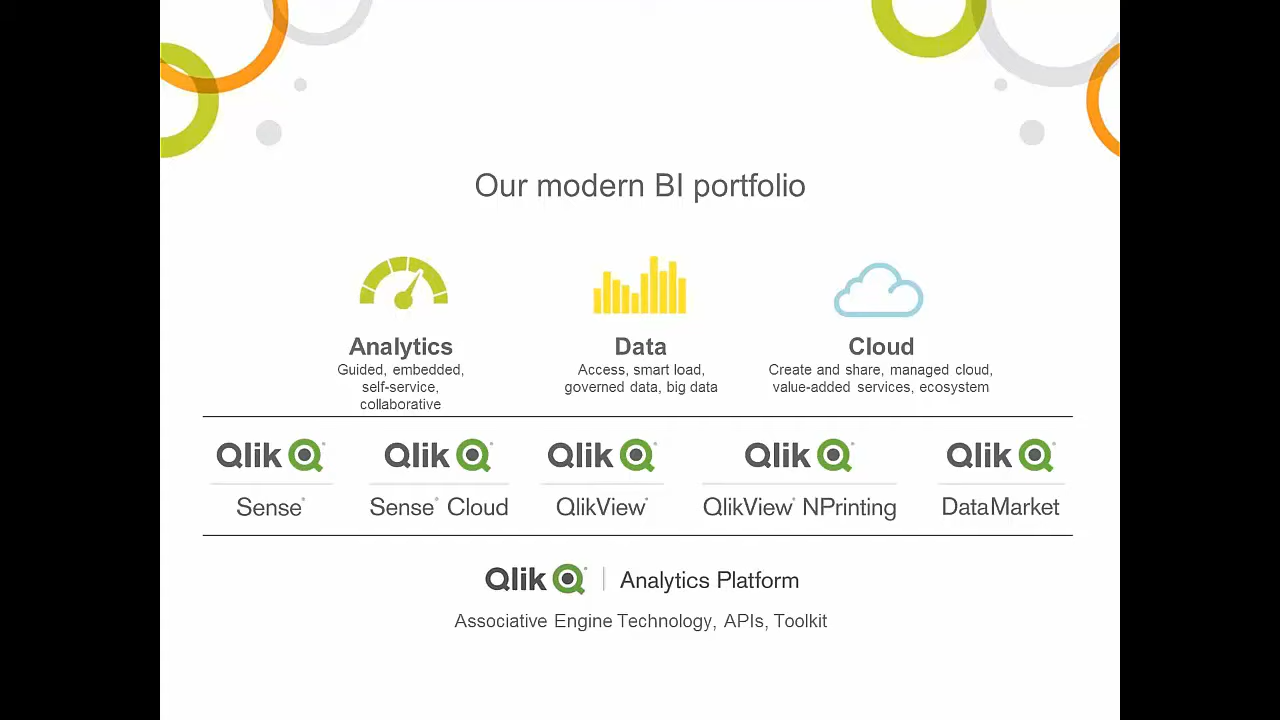 Our modern BI portfolio
Analytics
Guided, embedded,
self-service,
collaborative
Data
Access, smart load,
governed data, big data
Cloud
Create and share, managed cloud,
value-added services, ecosystem
Qlik
Sense®
Qlik
Sense® Cloud
Qlik
QlikView®
Qlik
QlikView® NPrinting
Qlik
DataMarket
Qlik | Analytics Platform
Associative Engine Technology, APIs, Toolkit